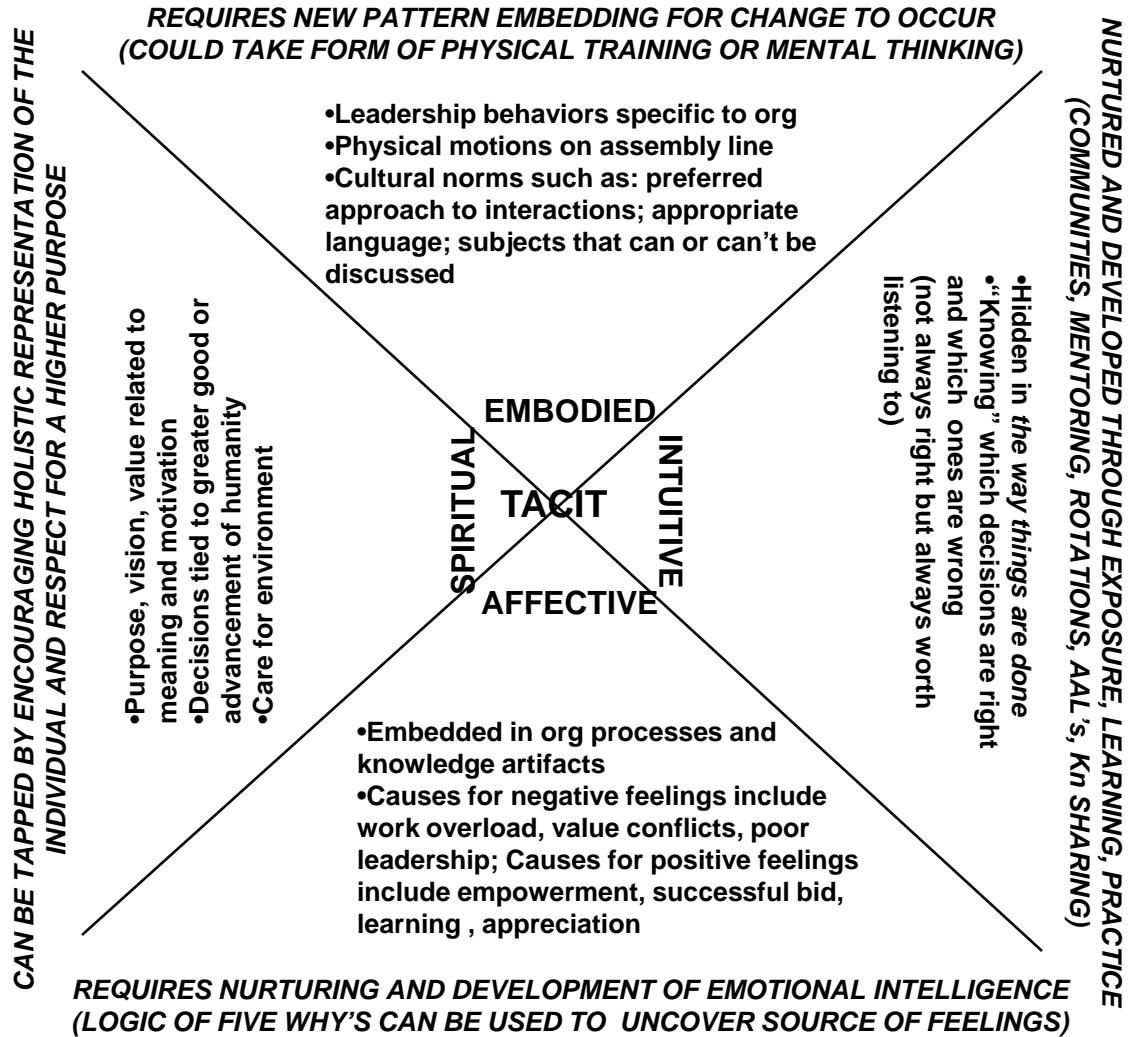 REQUIRES NEW PATTERN EMBEDDING FOR CHANGE TO OCCUR
(COULD TAKE FORM OF PHYSICAL TRAINING OR MENTAL THINKING)
•Leadership behaviors specific to org
•Physical motions on assembly line
•Cultural norms such as: preferred
approach to interactions; appropriate
language; subjects that can or can't be
discussed
CAN BE TAPPED BY ENCOURAGING HOLISTIC REPRESENTATION OF THE
INDIVIDUAL AND RESPECT FOR A HIGHER PURPOSE
•Purpose, vision, value related to
meaning and motivation
•Decisions tied to greater good or
advancement of humanity
•Care for environment
EMBODIED
SPIRITUAL
TACIT
INTUITIVE
AFFECTIVE
•Hidden in the way things are done
•“Knowing” which decisions are right
and which ones are wrong
(not always right but always worth
listening to)
NURTURED AND DEVELOPED THROUGH EXPOSURE, LEARNING, PRACTICE
(COMMUNITIES, MENTORING, ROTATIONS, AAL's, Kn SHARING)
•Embedded in org processes and
knowledge artifacts
•Causes for negative feelings include
work overload, value conflicts, poor
leadership; Causes for positive feelings
include empowerment, successful bid,
learning , appreciation
REQUIRES NURTURING AND DEVELOPMENT OF EMOTIONAL INTELLIGENCE
(LOGIC OF FIVE WHY'S CAN BE USED TO UNCOVER SOURCE OF FEELINGS)